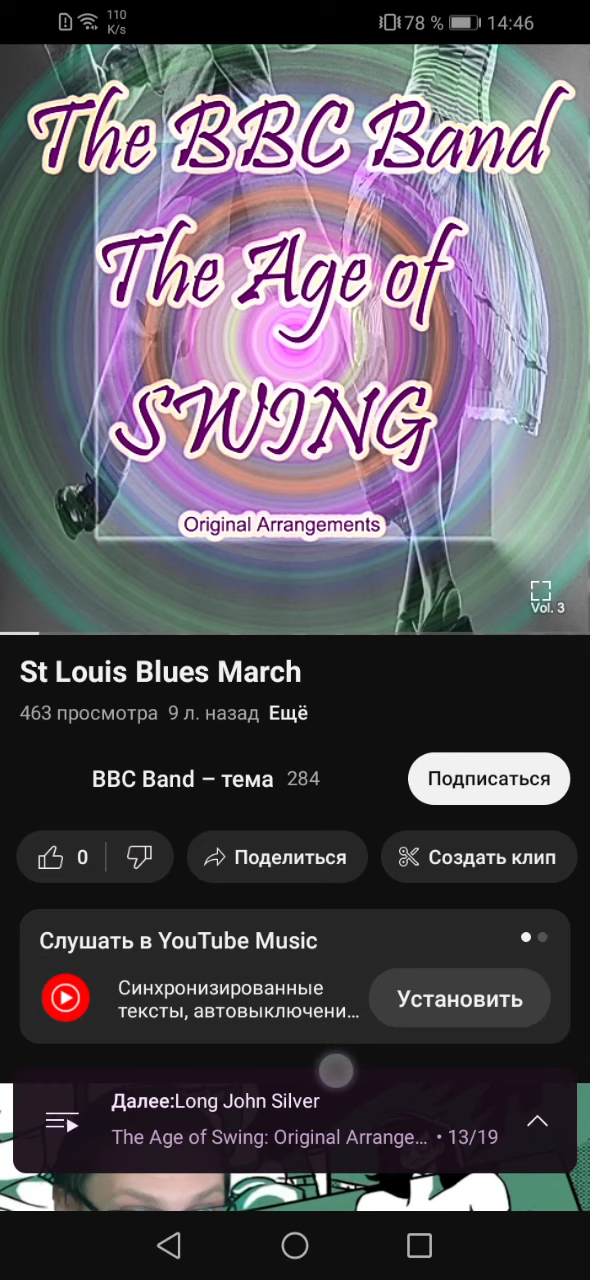 110
K/s
78 %
14:46
The BBC Band
The Age of
SWING
Original Arrangements
Vol. 3
St Louis Blues March
463 просмотра 9 л. назад Ещё
BBC Band – тема 284
Подписаться
0
Поделиться
Создать клип
Слушать в YouTube Music
Синхронизированные
тексты, автовыключени...
Установить
Далее:Long John Silver
The Age of Swing: Original Arrange... • 13/19